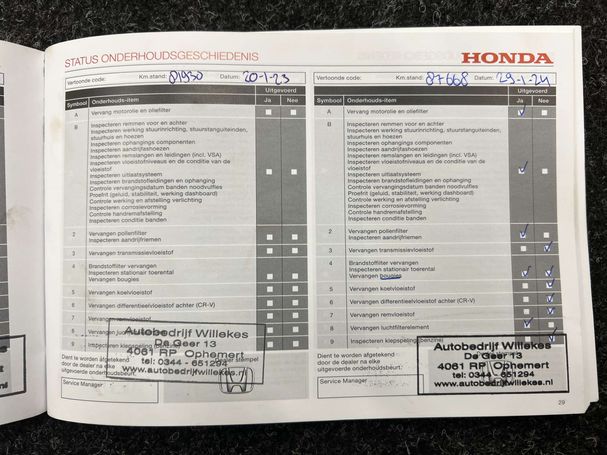 STATUS ONDERHOUDSGESCHIEDENIS
HONDA
Vertoonde code:
Km.stand: 81930
Datum: 20-1-23
Uitgevoerd
Symbool Onderhouds-item Ja Nee
A Vervang motorolie en oliefilter
B Inspecteren remmen voor en achter
Inspecteren werking stuurinrichting, stuurstanguiteinden,
stuurhuis en hoezen
Inspecteren ophangings componenten
Inspecteren aandrijfashoezen
Inspecteren remslangen en leidingen (incl. VSA)
Inspecteren vloeistofniveaus en de conditie van de
vloeistof
Inspecteren uitlaatsysteem
Inspecteren brandstofleidingen en ophanging
Controle vervangingsdatum banden noodvulfles
Proefrit (geluid, stabiliteit, werking dashboard)
Controle werking en afstelling verlichting
Inspecteren corrosievorming
Controle handremafstelling
Inspecteren conditie banden
2 Vervangen pollenfilter
Inspecteren aandrijfriemen
3 Vervangen transmissievloeistof
4 Brandstoffilter vervangen
Inspecteren stationair toerental
Vervangen bougies
5 Vervangen koelvloeistof
6 Vervangen differentieelvloeistof achter (CR-V)
7 Vervangen remvloeistof
8 Vervangen
9 Inspecteren klepspeling
Dient te worden afgetekend
door de dealer na elke
uitgevoerde onderhoudsbeurt.
Dealer stempel
Service Manager
Autobedrijf Willekes
De Geer 13
4061 RP Ophemert
tel: 0344 - 651294
www.autobedrijfwillekes.nl
Vertoonde code:
Km.stand: 87668
Datum: 29-1-24
Uitgevoerd
Symbool Onderhouds-item Ja Nee
A Vervang motorolie en oliefilter
B Inspecteren remmen voor en achter
Inspecteren werking stuurinrichting, stuurstanguiteinden,
stuurhuis en hoezen
Inspecteren ophangings componenten
Inspecteren aandrijfashoezen
Inspecteren remslangen en leidingen (incl. VSA)
Inspecteren vloeistofniveaus en de conditie van de
vloeistof
Inspecteren uitlaatsysteem
Inspecteren brandstofleidingen en ophanging
Controle vervangingsdatum banden noodvulfles
Proefrit (geluid, stabiliteit, werking dashboard)
Controle werking en afstelling verlichting
Inspecteren corrosievorming
Controle handremafstelling
Inspecteren conditie banden
2 Vervangen pollenfilter
Inspecteren aandrijfriemen
3 Vervangen transmissievloeistof
4 Brandstoffilter vervangen
Inspecteren stationair toerental
Vervangen bougies
5 Vervangen koelvloeistof
6 Vervangen differentieelvloeistof achter (CR-V)
7 Vervangen remvloeistof
8 Vervangen luchtfilterelement
9 Inspecteren klepspeling (benzine)
Dient te worden afgetekend
door de dealer na elke
uitgevoerde onderhoudsbeurt.
Service Manager
Autobedrijf Willekes
De Geer 13
4061 RP Ophemert
tel: 0344 - 651294
www.autobedrijfwillekes.nl
29